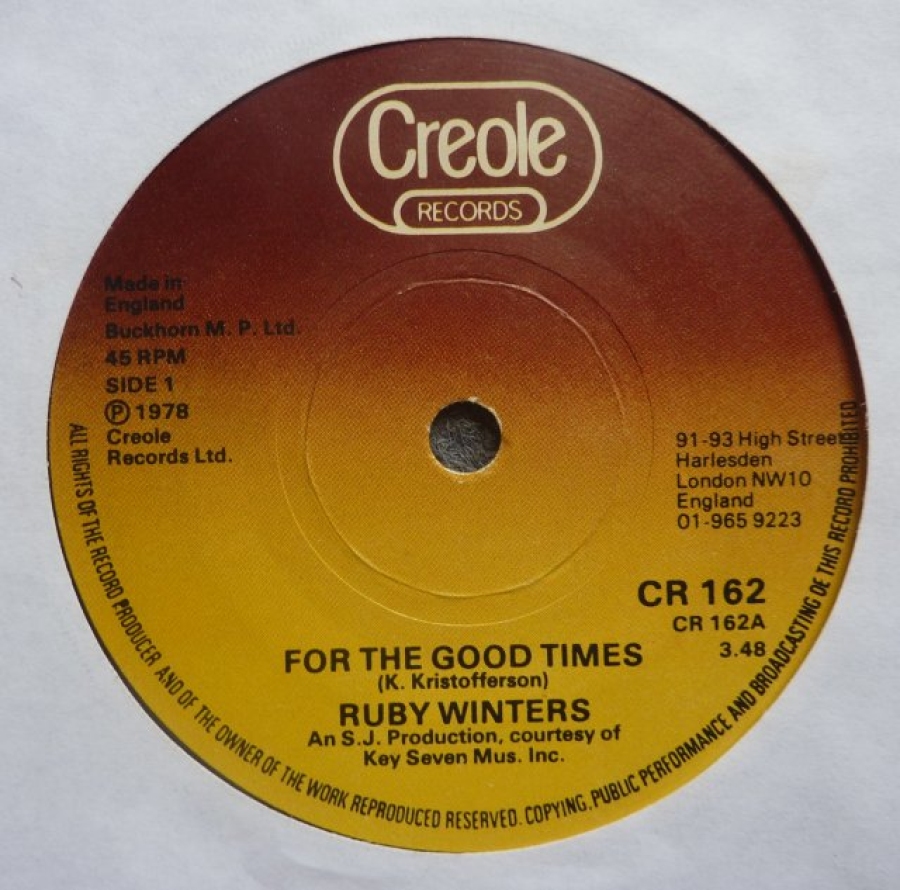 Creole
RECORDS
Made in
England
Buckhorn M. P. Ltd.
45 RPM
SIDE 1
Ⓟ 1978
Creole
Records Ltd.
91-93 High Street
Harlesden
London NW10
England
01-965 9223
CR 162
CR 162A
3.48
FOR THE GOOD TIMES
(K. Kristofferson)
RUBY WINTERS
An S.J. Production, courtesy of
Key Seven Mus. Inc.
ALL RIGHTS OF THE RECORD PRODUCER AND OF THE OWNER OF THE WORK REPRODUCED RESERVED. COPYING. PUBLIC PERFORMANCE AND BROADCASTING OE THIS RECORD PROHIBITED